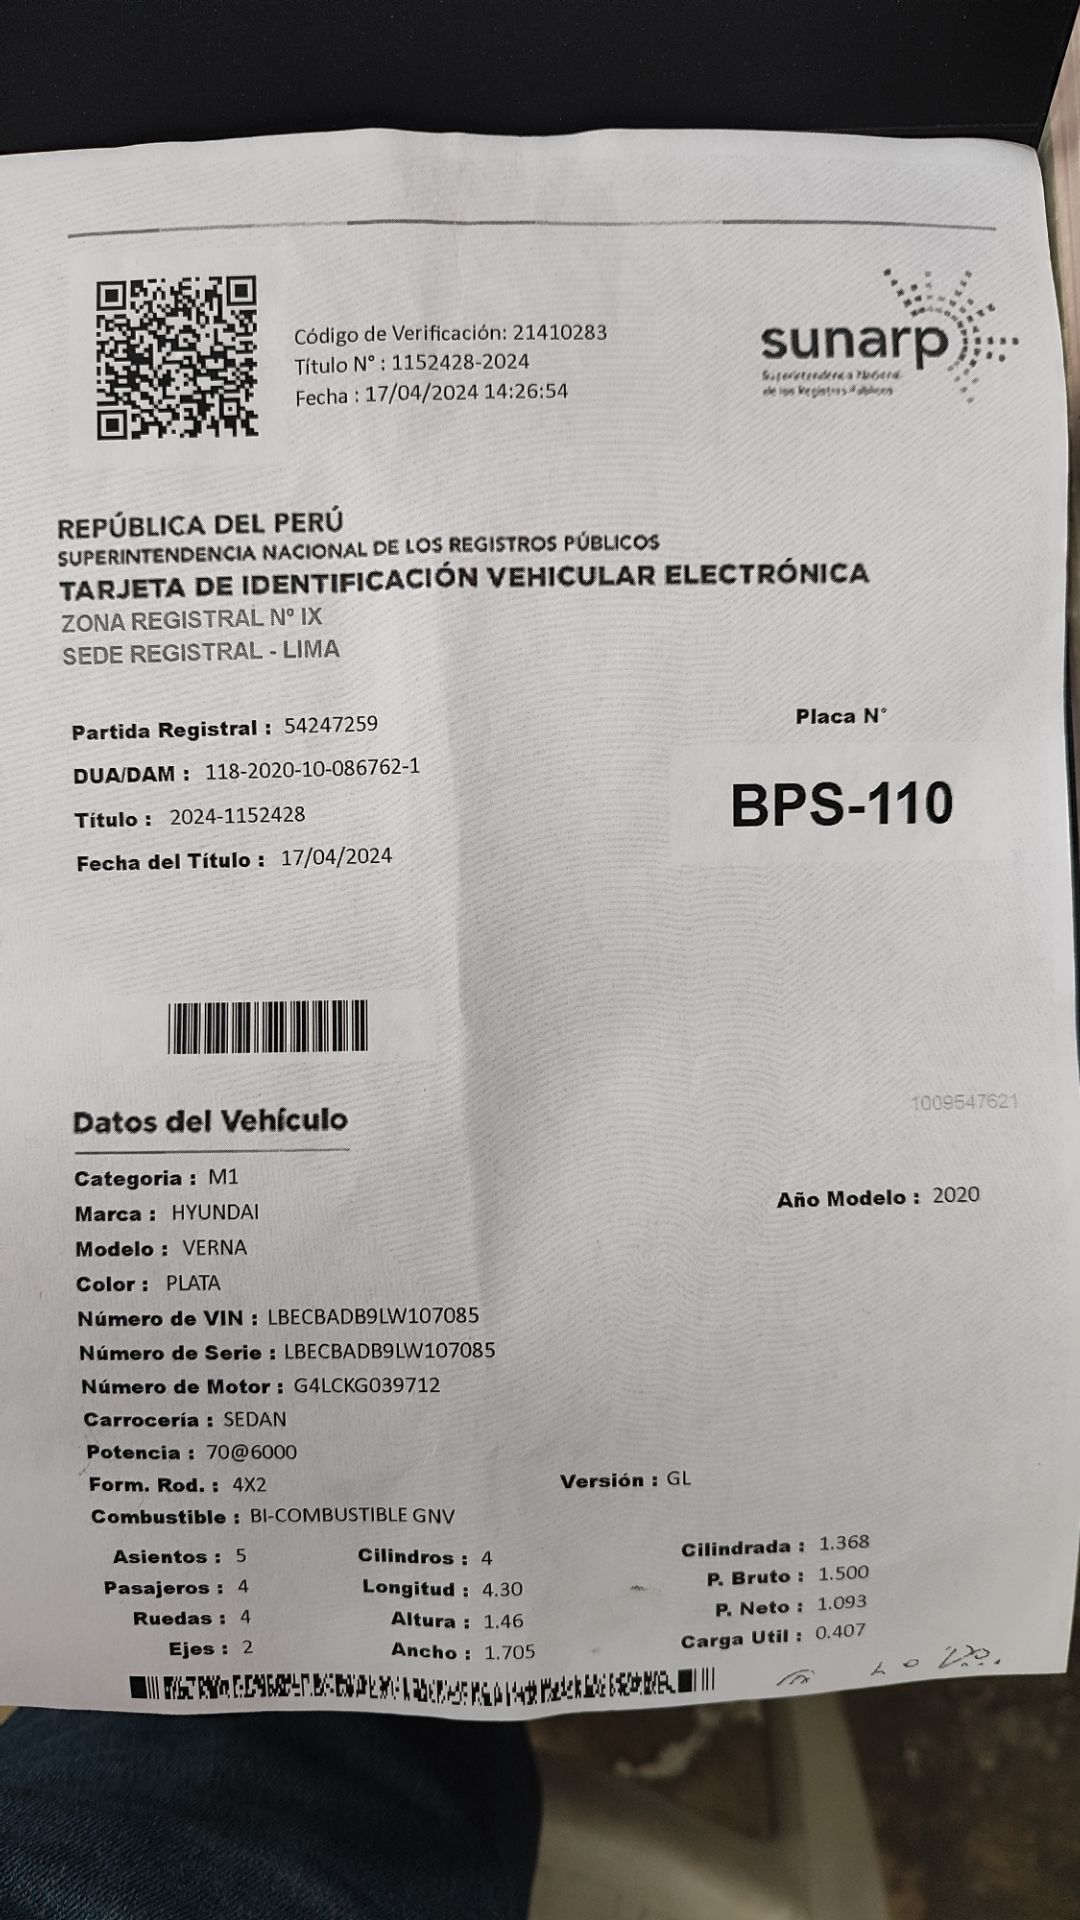 Código de Verificación: 21410283
Título N° : 1152428-2024
Fecha : 17/04/2024 14:26:54
sunarp
Superintendencia Nacional
de los Registros Públicos
REPÚBLICA DEL PERÚ
SUPERINTENDENCIA NACIONAL DE LOS REGISTROS PÚBLICOS
TARJETA DE IDENTIFICACIÓN VEHICULAR ELECTRÓNICA
ZONA REGISTRAL Nº IX
SEDE REGISTRAL - LIMA
Partida Registral : 54247259
DUA/DAM : 118-2020-10-086762-1
Título : 2024-1152428
Fecha del Título : 17/04/2024
Placa N°
BPS-110
1009547621
Datos del Vehículo
Categoria : M1
Marca : HYUNDAI
Año Modelo : 2020
Modelo : VERNA
Color : PLATA
Número de VIN : LBECBADB9LW107085
Número de Serie : LBECBADB9LW107085
Número de Motor : G4LCKG039712
Carrocería : SEDAN
Potencia : 70@6000
Form. Rod. : 4X2
Versión : GL
Combustible : BI-COMBUSTIBLE GNV
Asientos : 5 Cilindros : 4 Cilindrada : 1.368
Pasajeros : 4 Longitud : 4.30 P. Bruto : 1.500
Ruedas : 4 Altura : 1.46 P. Neto : 1.093
Ejes : 2 Ancho : 1.705 Carga Util : 0.407